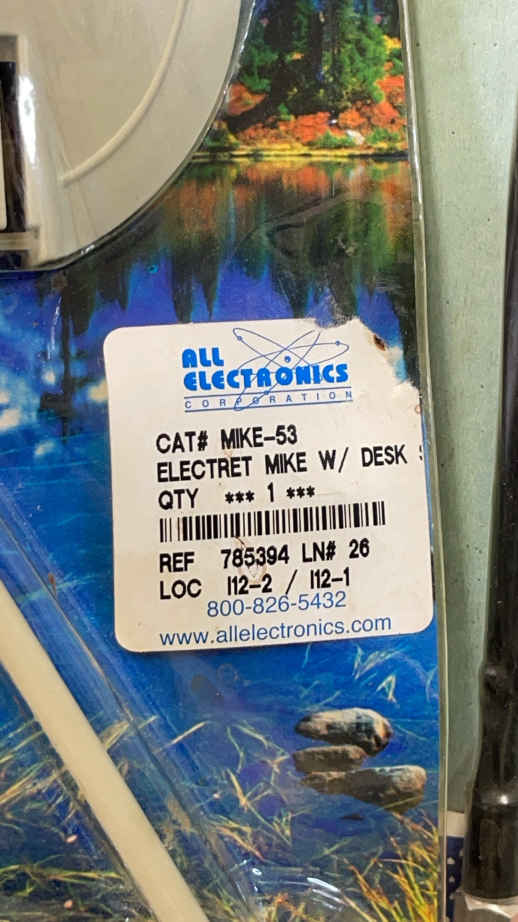 ALL
ELECTRONICS
CORPORATION
CAT# MIKE-53
ELECTRET MIKE W/ DESK
QTY *** 1 ***
REF 785394 LN# 26
LOC I12-2 / I12-1
800-826-5432
www.allelectronics.com